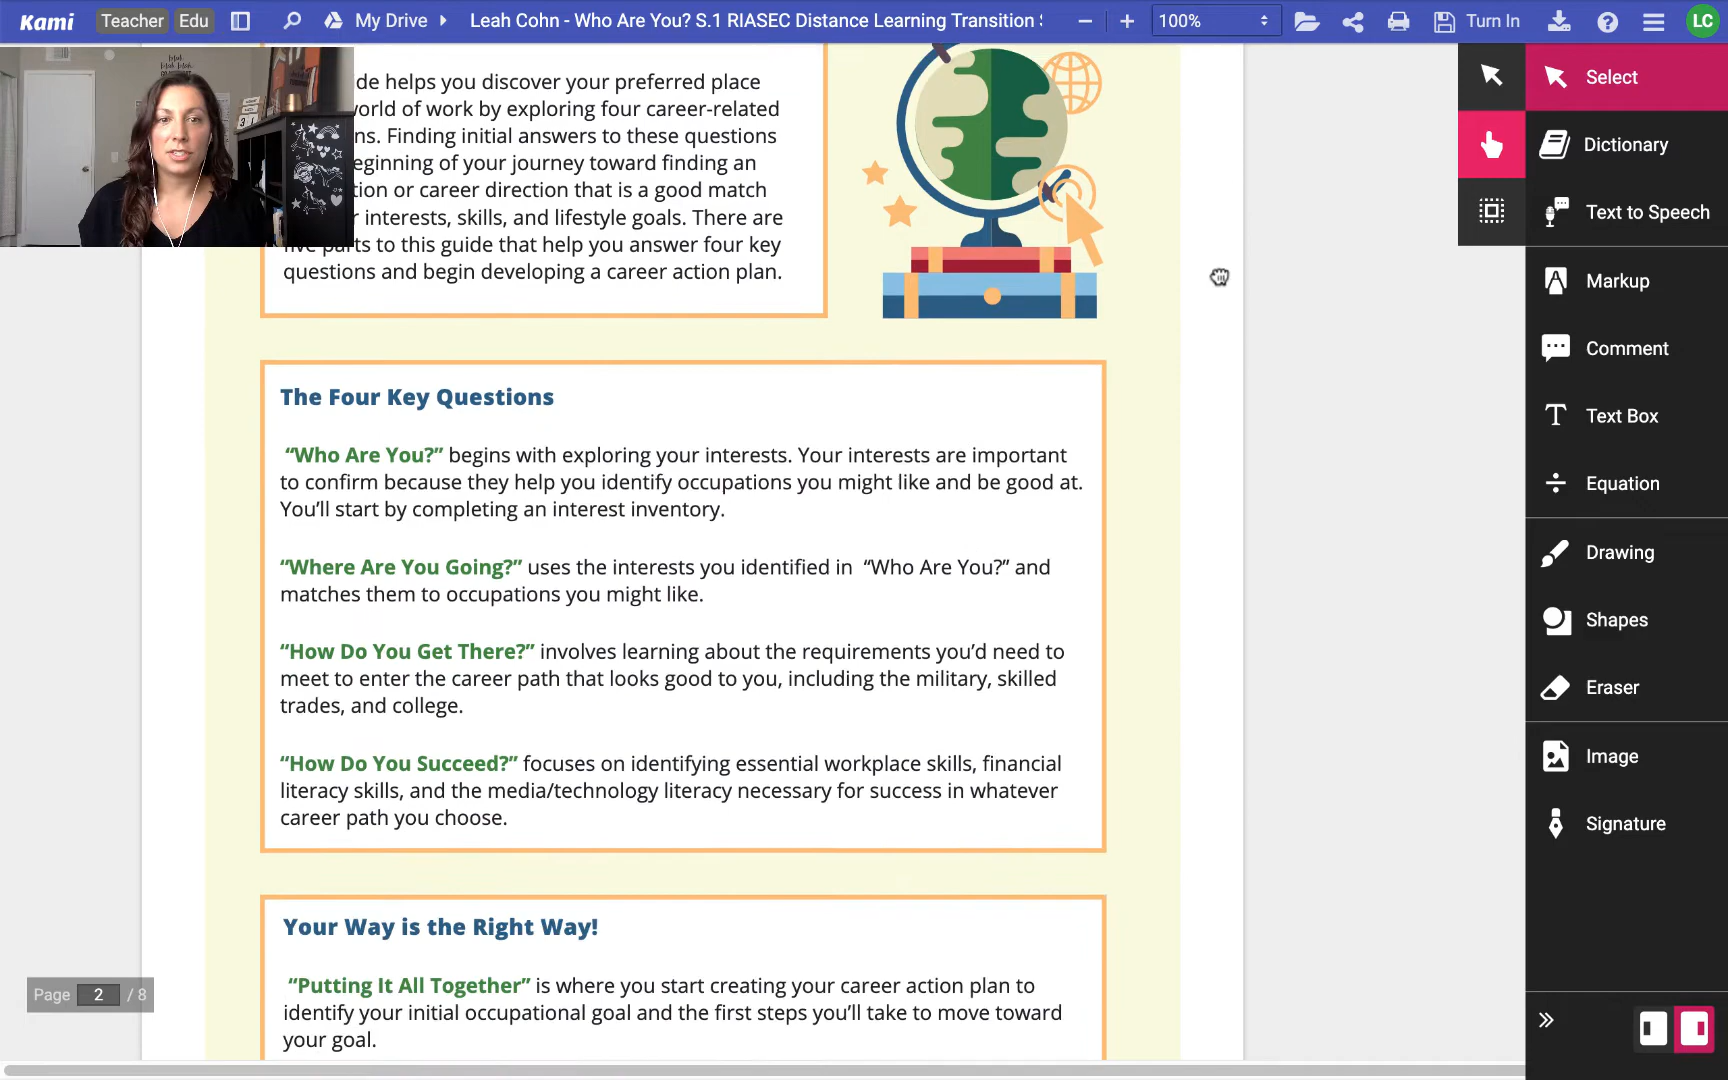 Kami
Teacher
Edu
My Drive
Leah Cohn - Who Are You? S.1 RIASEC Distance Learning Transition
100%
Turn In
LC
de helps you discover your preferred place
world of work by exploring four career-related
ns. Finding initial answers to these questions
eginning of your journey toward finding an
tion or career direction that is a good match
r interests, skills, and lifestyle goals. There are
five parts to this guide that help you answer four key
questions and begin developing a career action plan.
The Four Key Questions
“Who Are You?” begins with exploring your interests. Your interests are important
to confirm because they help you identify occupations you might like and be good at.
You’ll start by completing an interest inventory.
“Where Are You Going?” uses the interests you identified in “Who Are You?” and
matches them to occupations you might like.
“How Do You Get There?” involves learning about the requirements you’d need to
meet to enter the career path that looks good to you, including the military, skilled
trades, and college.
“How Do You Succeed?” focuses on identifying essential workplace skills, financial
literacy skills, and the media/technology literacy necessary for success in whatever
career path you choose.
Your Way is the Right Way!
“Putting It All Together” is where you start creating your career action plan to
identify your initial occupational goal and the first steps you’ll take to move toward
your goal.
Page 2 / 8
Select
Dictionary
Text to Speech
Markup
Comment
Text Box
Equation
Drawing
Shapes
Eraser
Image
Signature